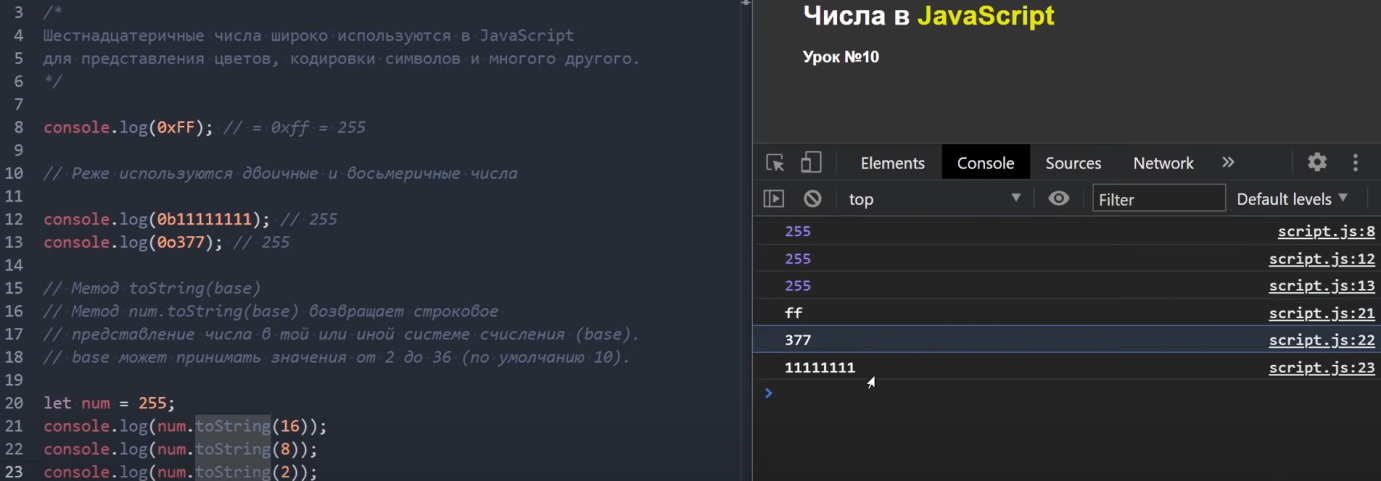 3 /*
4 Шестнадцатеричные числа широко используются в JavaScript
5 для представления цветов, кодировки символов и многого другого.
6 */
7
8 console.log(0xFF); // = 0xff = 255
9
10 // Реже используются двоичные и восьмеричные числа
11
12 console.log(0b11111111); // 255
13 console.log(0o377); // 255
14
15 // Метод toString(base)
16 // Метод num.toString(base) возвращает строковое
17 // представление числа в той или иной системе счисления (base).
18 // base может принимать значения от 2 до 36 (по умолчанию 10).
19
20 let num = 255;
21 console.log(num.toString(16));
22 console.log(num.toString(8));
23 console.log(num.toString(2));
Числа в JavaScript
Урок №10
Elements Console Sources Network »
top Filter Default levels
255 script.js:8
255 script.js:12
255 script.js:13
ff script.js:21
377 script.js:22
11111111 script.js:23
>